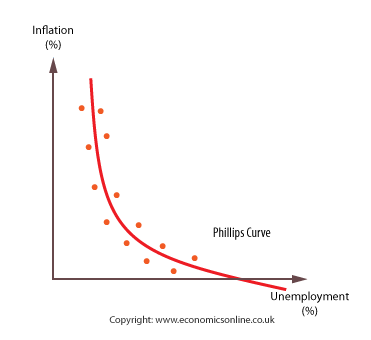 Inflation
(%)
Phillips Curve
Unemployment
(%)
Copyright: www.economicsonline.co.uk